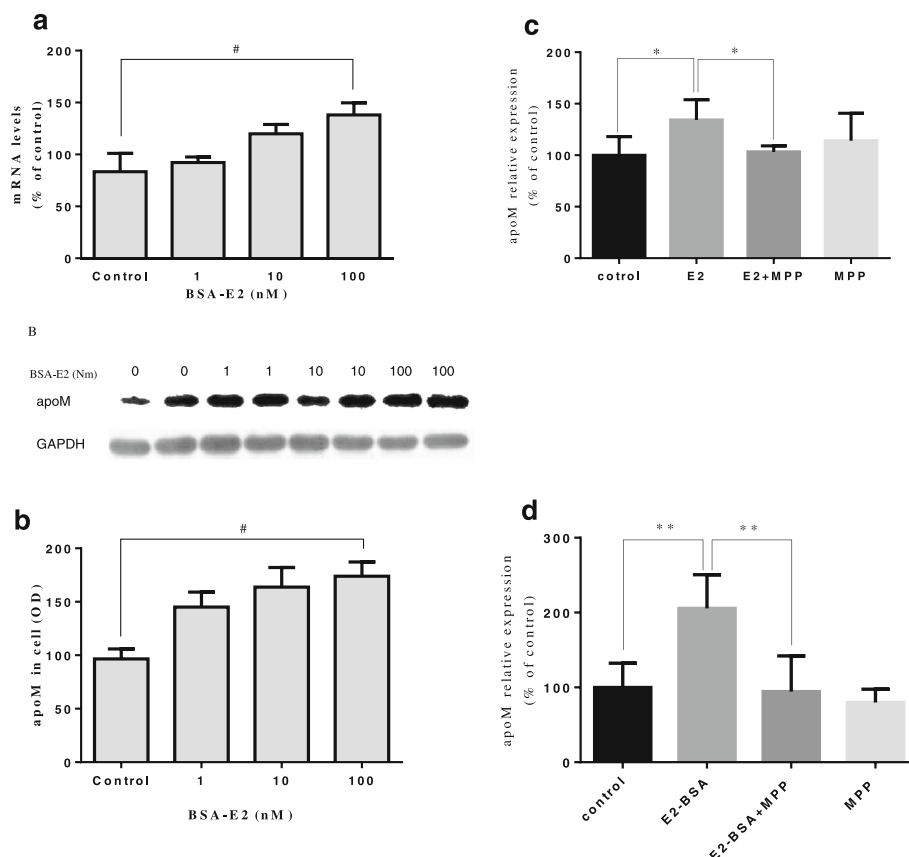 a
#
mRNA levels
(% of control)
200
150
100
50
0
Control 1 10 100
BSA-E2 (nM)
B
BSA-E2 (Nm) 0 0 1 1 10 10 100 100
apoM
GAPDH
b
#
apoM in cell (OD)
200
150
100
50
0
Control 1 10 100
BSA-E2 (nM)
c
* *
apoM relative expression
(% of control)
200
150
100
50
0
cotrol E2 E2+MPP MPP
d
** **
apoM relative expression
(% of control)
300
200
100
0
control E2-BSA E2-BSA+MPP MPP